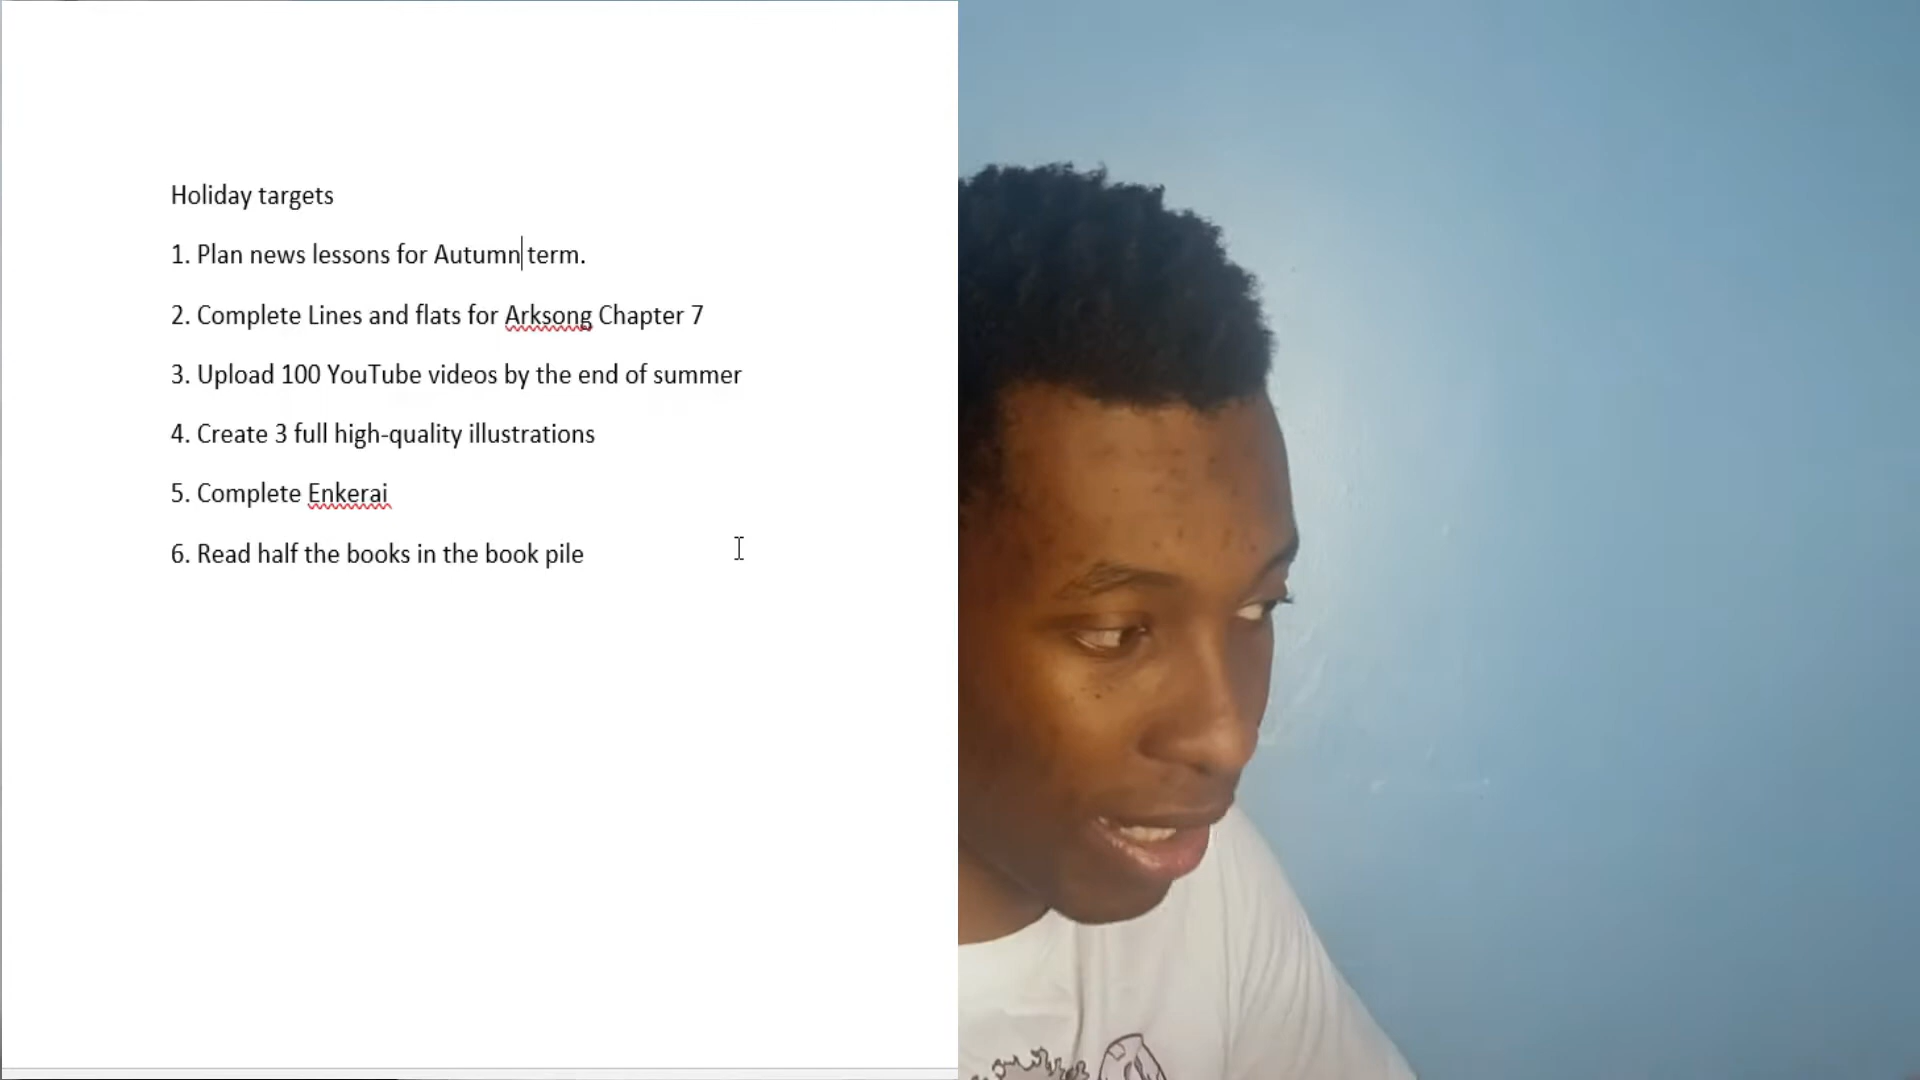 Holiday targets
1. Plan news lessons for Autumn term.
2. Complete Lines and flats for Arksong Chapter 7
3. Upload 100 YouTube videos by the end of summer
4. Create 3 full high-quality illustrations
5. Complete Enkerai
6. Read half the books in the book pile